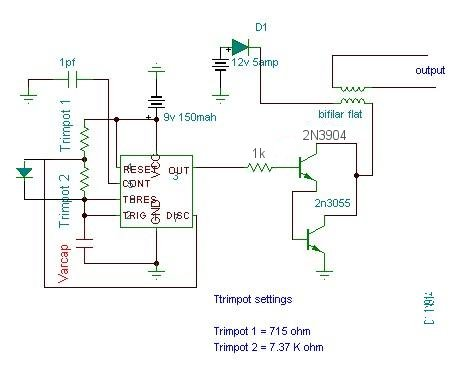 D1
1pf
12v 5amp
output
9v 150mah
bifilar flat
Trimpot 1
2N3904
1k
RESET
VCC
OUT
3
CONT
5
THRES
TRIG
GND
DISC
Trimpot 2
2n3055
Varcap
Ttrimpot settings
Trimpot 1 = 715 ohm
Trimpot 2 = 7.37 K ohm